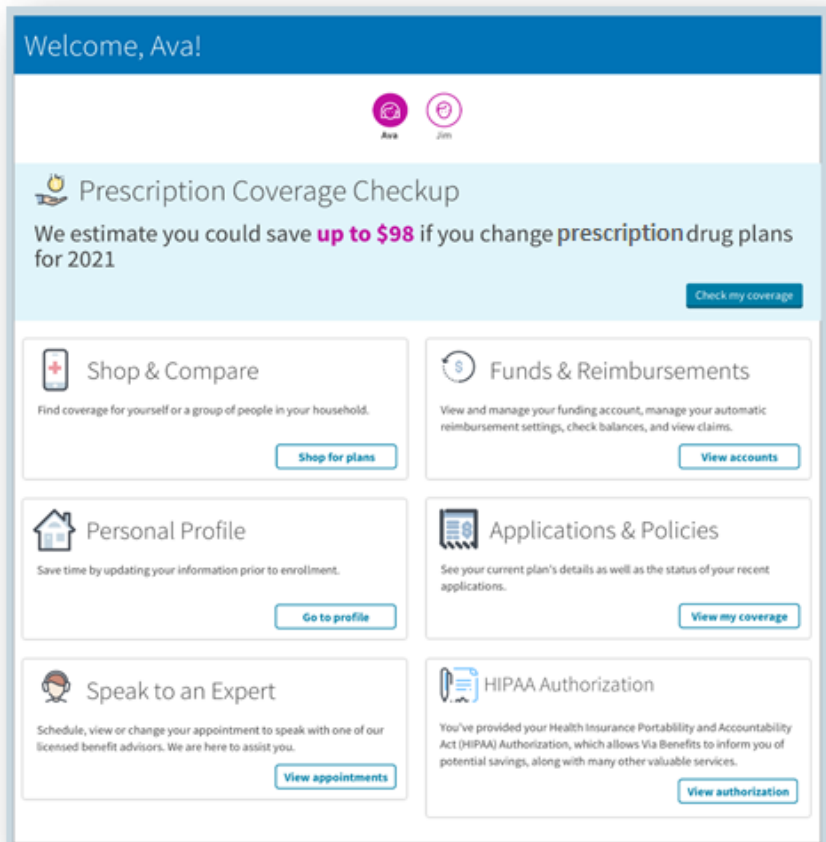 Welcome, Ava!
Ava
Jim
Prescription Coverage Checkup
We estimate you could save up to $98 if you change prescription drug plans
for 2021
Check my coverage
Shop & Compare
Find coverage for yourself or a group of people in your household.
Shop for plans
Funds & Reimbursements
View and manage your funding account, manage your automatic
reimbursement settings, check balances, and view claims.
View accounts
Personal Profile
Save time by updating your information prior to enrollment.
Go to profile
Applications & Policies
See your current plan's details as well as the status of your recent
applications.
View my coverage
Speak to an Expert
Schedule, view or change your appointment to speak with one of our
licensed benefit advisors. We are here to assist you.
View appointments
HIPAA Authorization
You've provided your Health Insurance Portablility and Accountability
Act (HIPAA) Authorization, which allows Via Benefits to inform you of
potential savings, along with many other valuable services.
View authorization